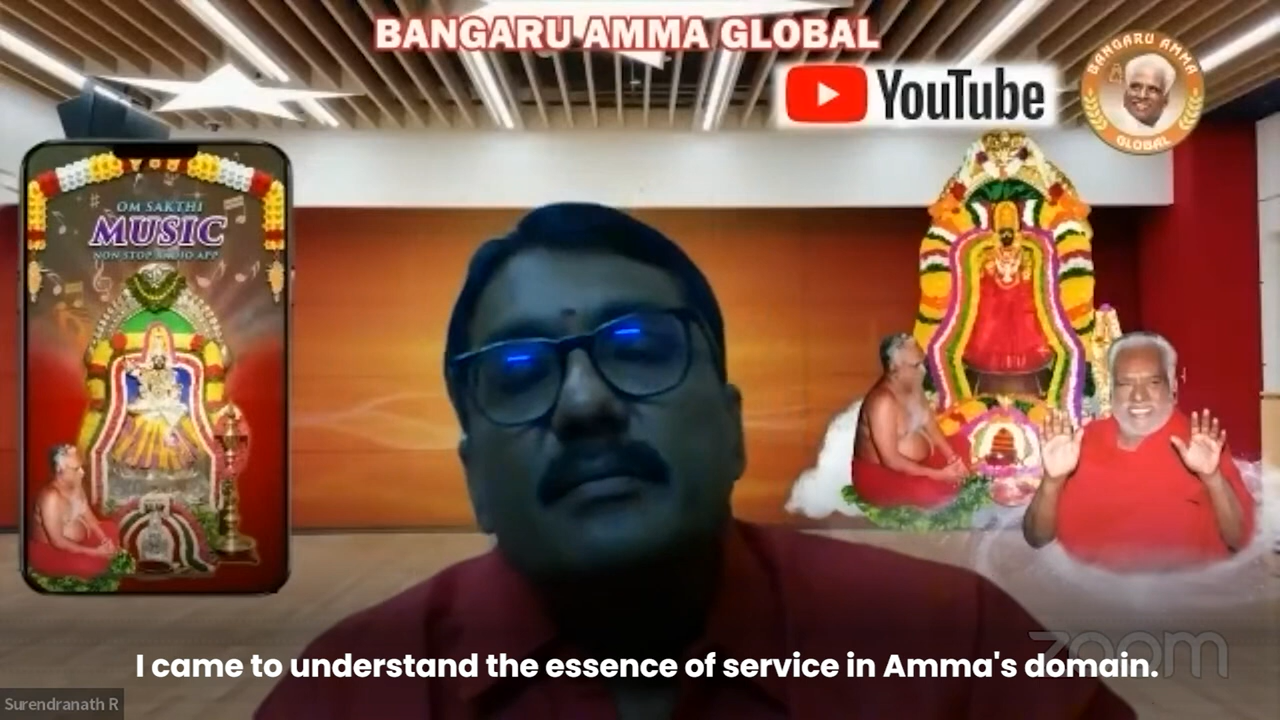 BANGARU AMMA GLOBAL
YouTube
BANGARU AMMA
GLOBAL
OM SAKTHI
MUSIC
NON STOP RADIO APP
zoom
I came to understand the essence of service in Amma's domain.
Surendranath R